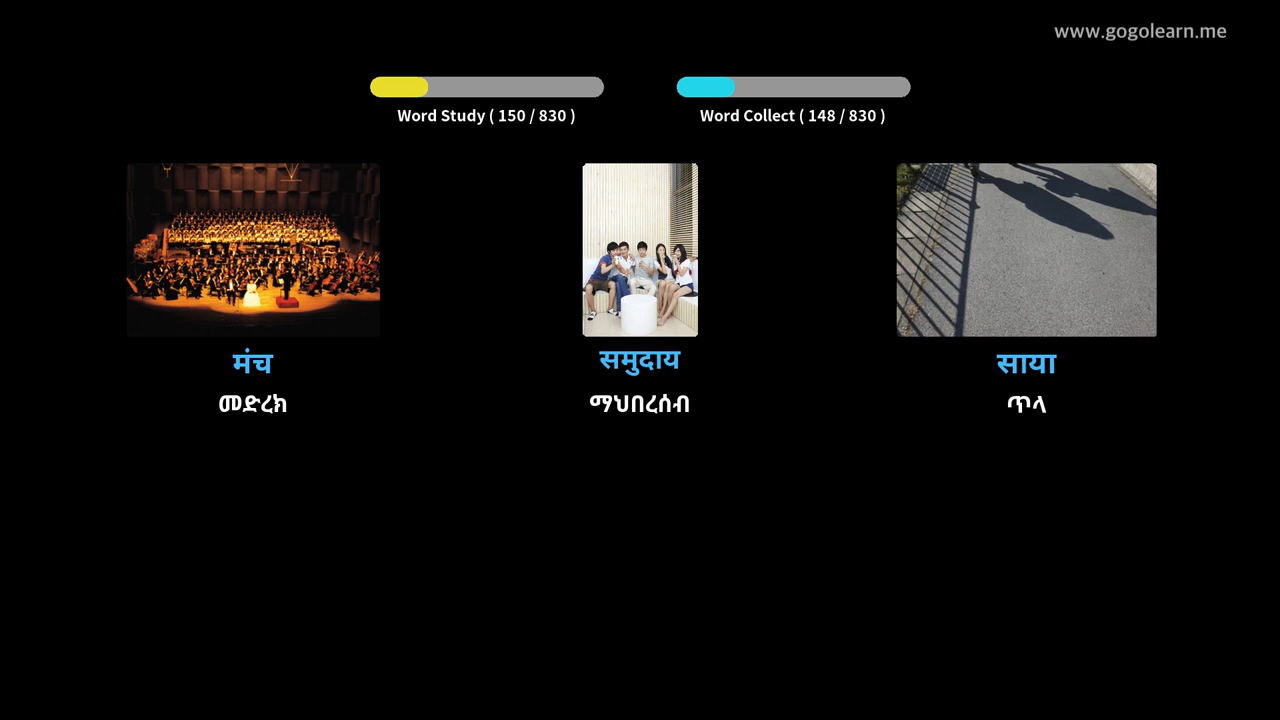 www.gogolearn.me
Word Study ( 150 / 830 )
Word Collect ( 148 / 830 )
मंच
समुदाय
साया
መድረክ
ማህበረሰብ
ጥላ